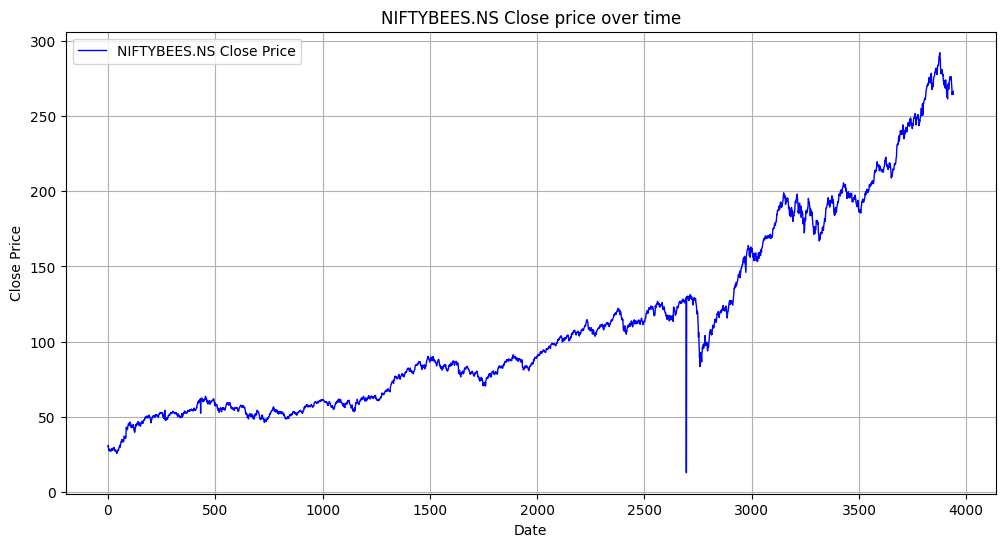 NIFTYBEES.NS Close price over time
NIFTYBEES.NS Close Price
300
250
200
150
100
50
0
Close Price
0 500 1000 1500 2000 2500 3000 3500 4000
Date